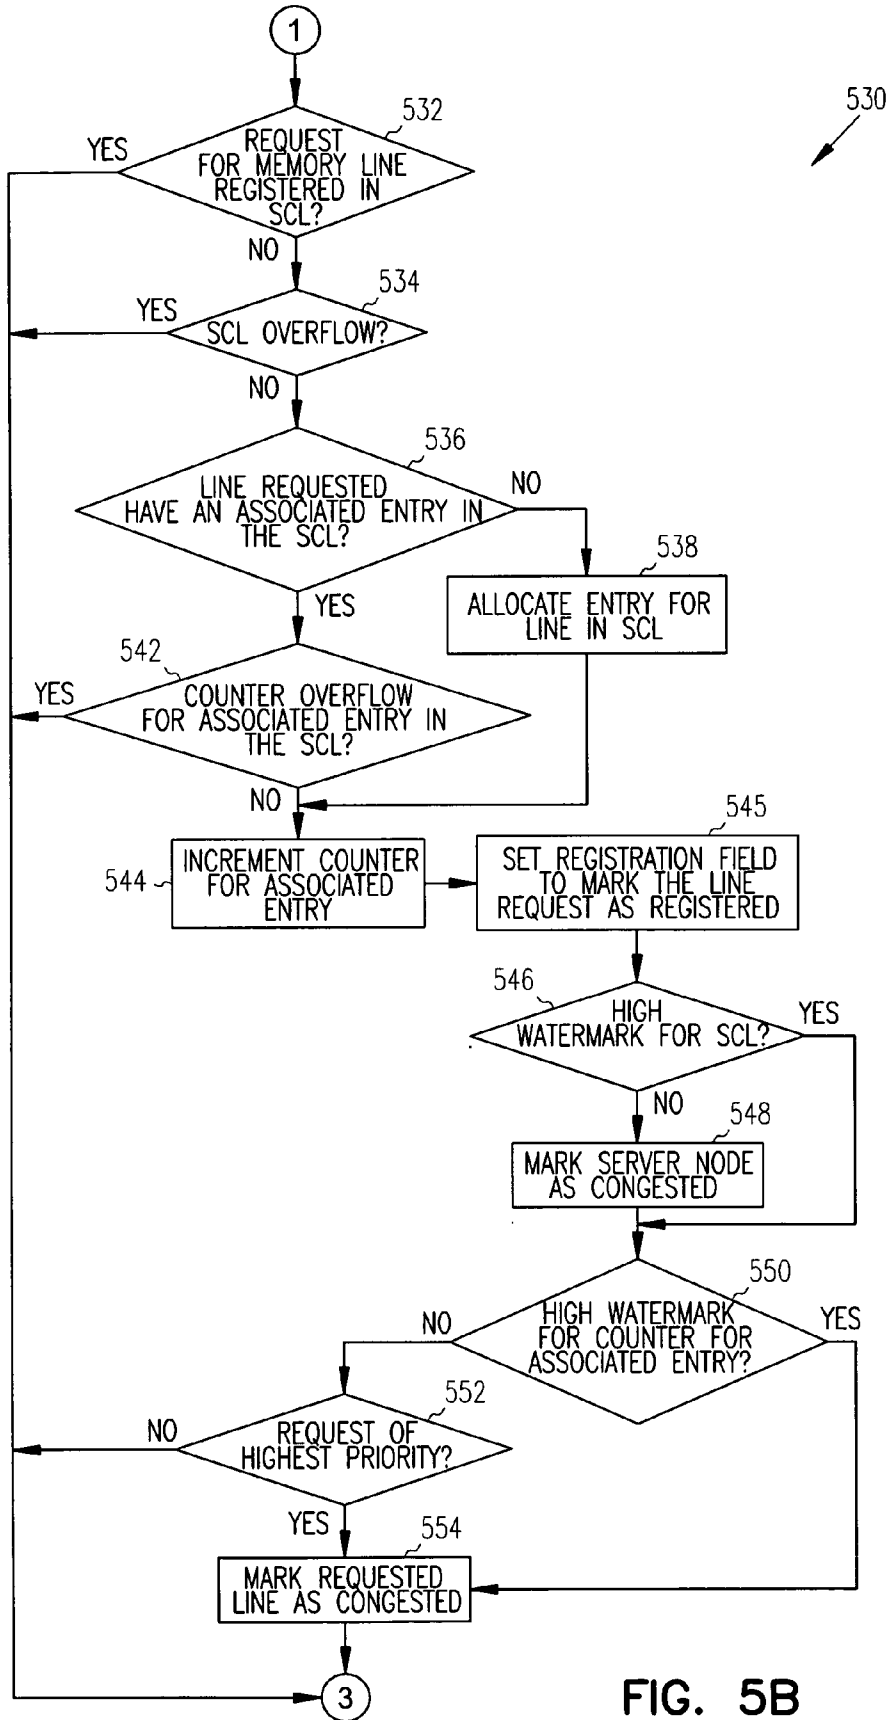 1
530
532
YES
REQUEST
FOR MEMORY LINE
REGISTERED IN
SCL?
NO
534
YES
SCL OVERFLOW?
NO
536
LINE REQUESTED
HAVE AN ASSOCIATED ENTRY IN
THE SCL?
NO
538
ALLOCATE ENTRY FOR
LINE IN SCL
YES
542
YES
COUNTER OVERFLOW
FOR ASSOCIATED ENTRY IN
THE SCL?
NO
544
INCREMENT COUNTER
FOR ASSOCIATED
ENTRY
545
SET REGISTRATION FIELD
TO MARK THE LINE
REQUEST AS REGISTERED
546
HIGH
WATERMARK FOR SCL?
YES
NO
548
MARK SERVER NODE
AS CONGESTED
550
NO
HIGH WATERMARK
FOR COUNTER FOR
ASSOCIATED ENTRY?
YES
552
NO
REQUEST OF
HIGHEST PRIORITY?
YES
554
MARK REQUESTED
LINE AS CONGESTED
3
FIG. 5B